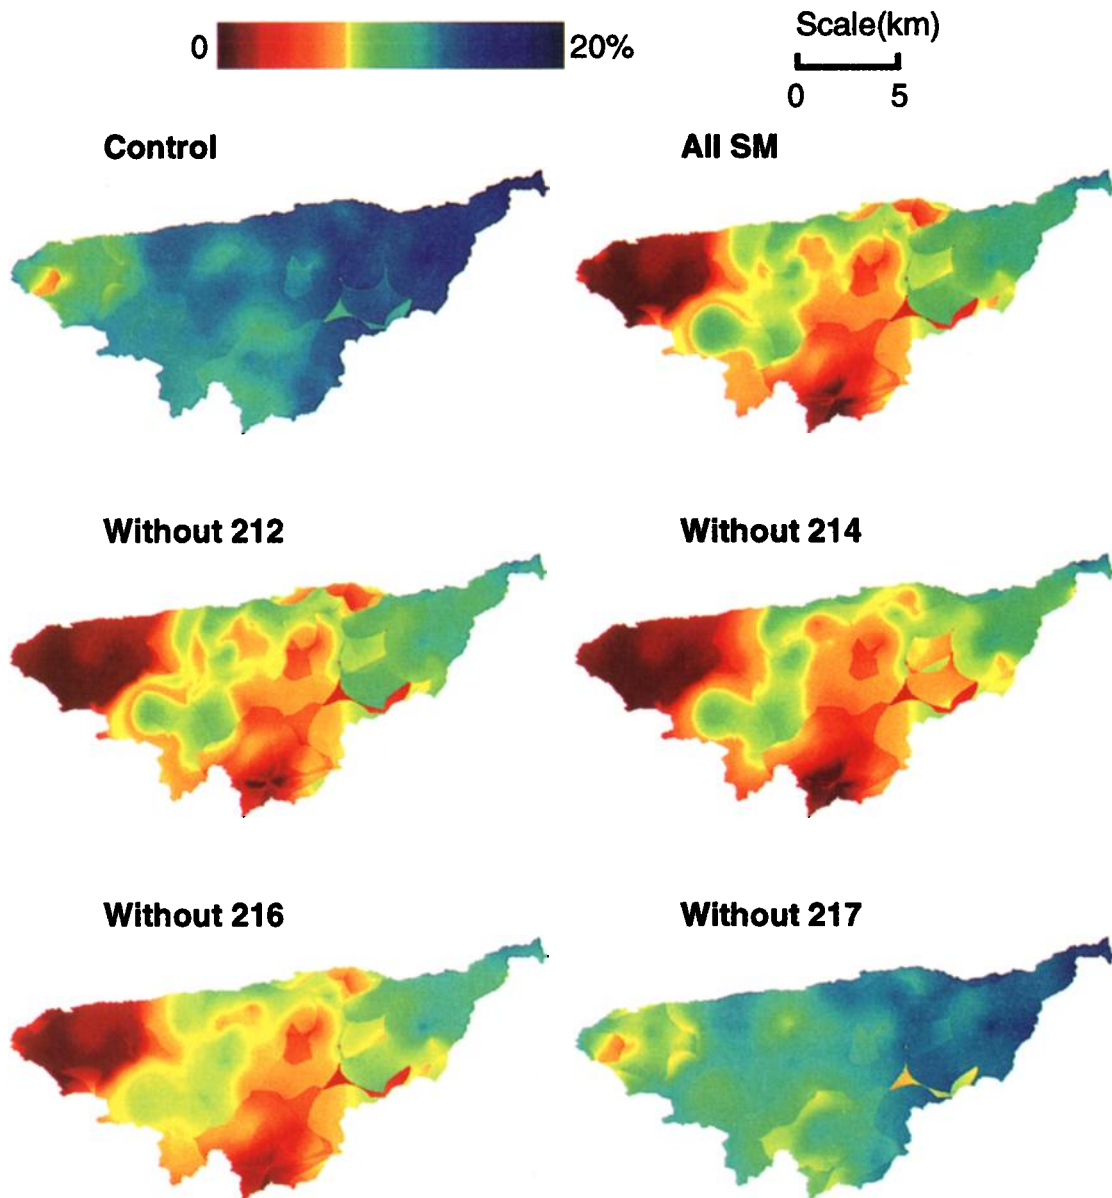 Scale(km)
0 20%
0 5
Control
All SM
Without 212
Without 214
Without 216
Without 217